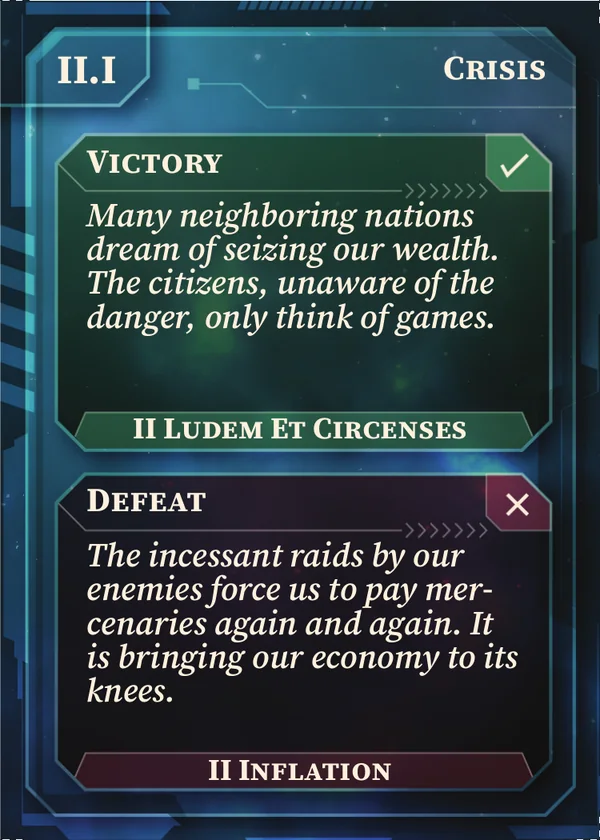 II.I
Crisis
Victory
Many neighboring nations
dream of seizing our wealth.
The citizens, unaware of the
danger, only think of games.
II Ludem Et Circenses
Defeat
The incessant raids by our
enemies force us to pay mer-
cenaries again and again. It
is bringing our economy to its
knees.
II Inflation